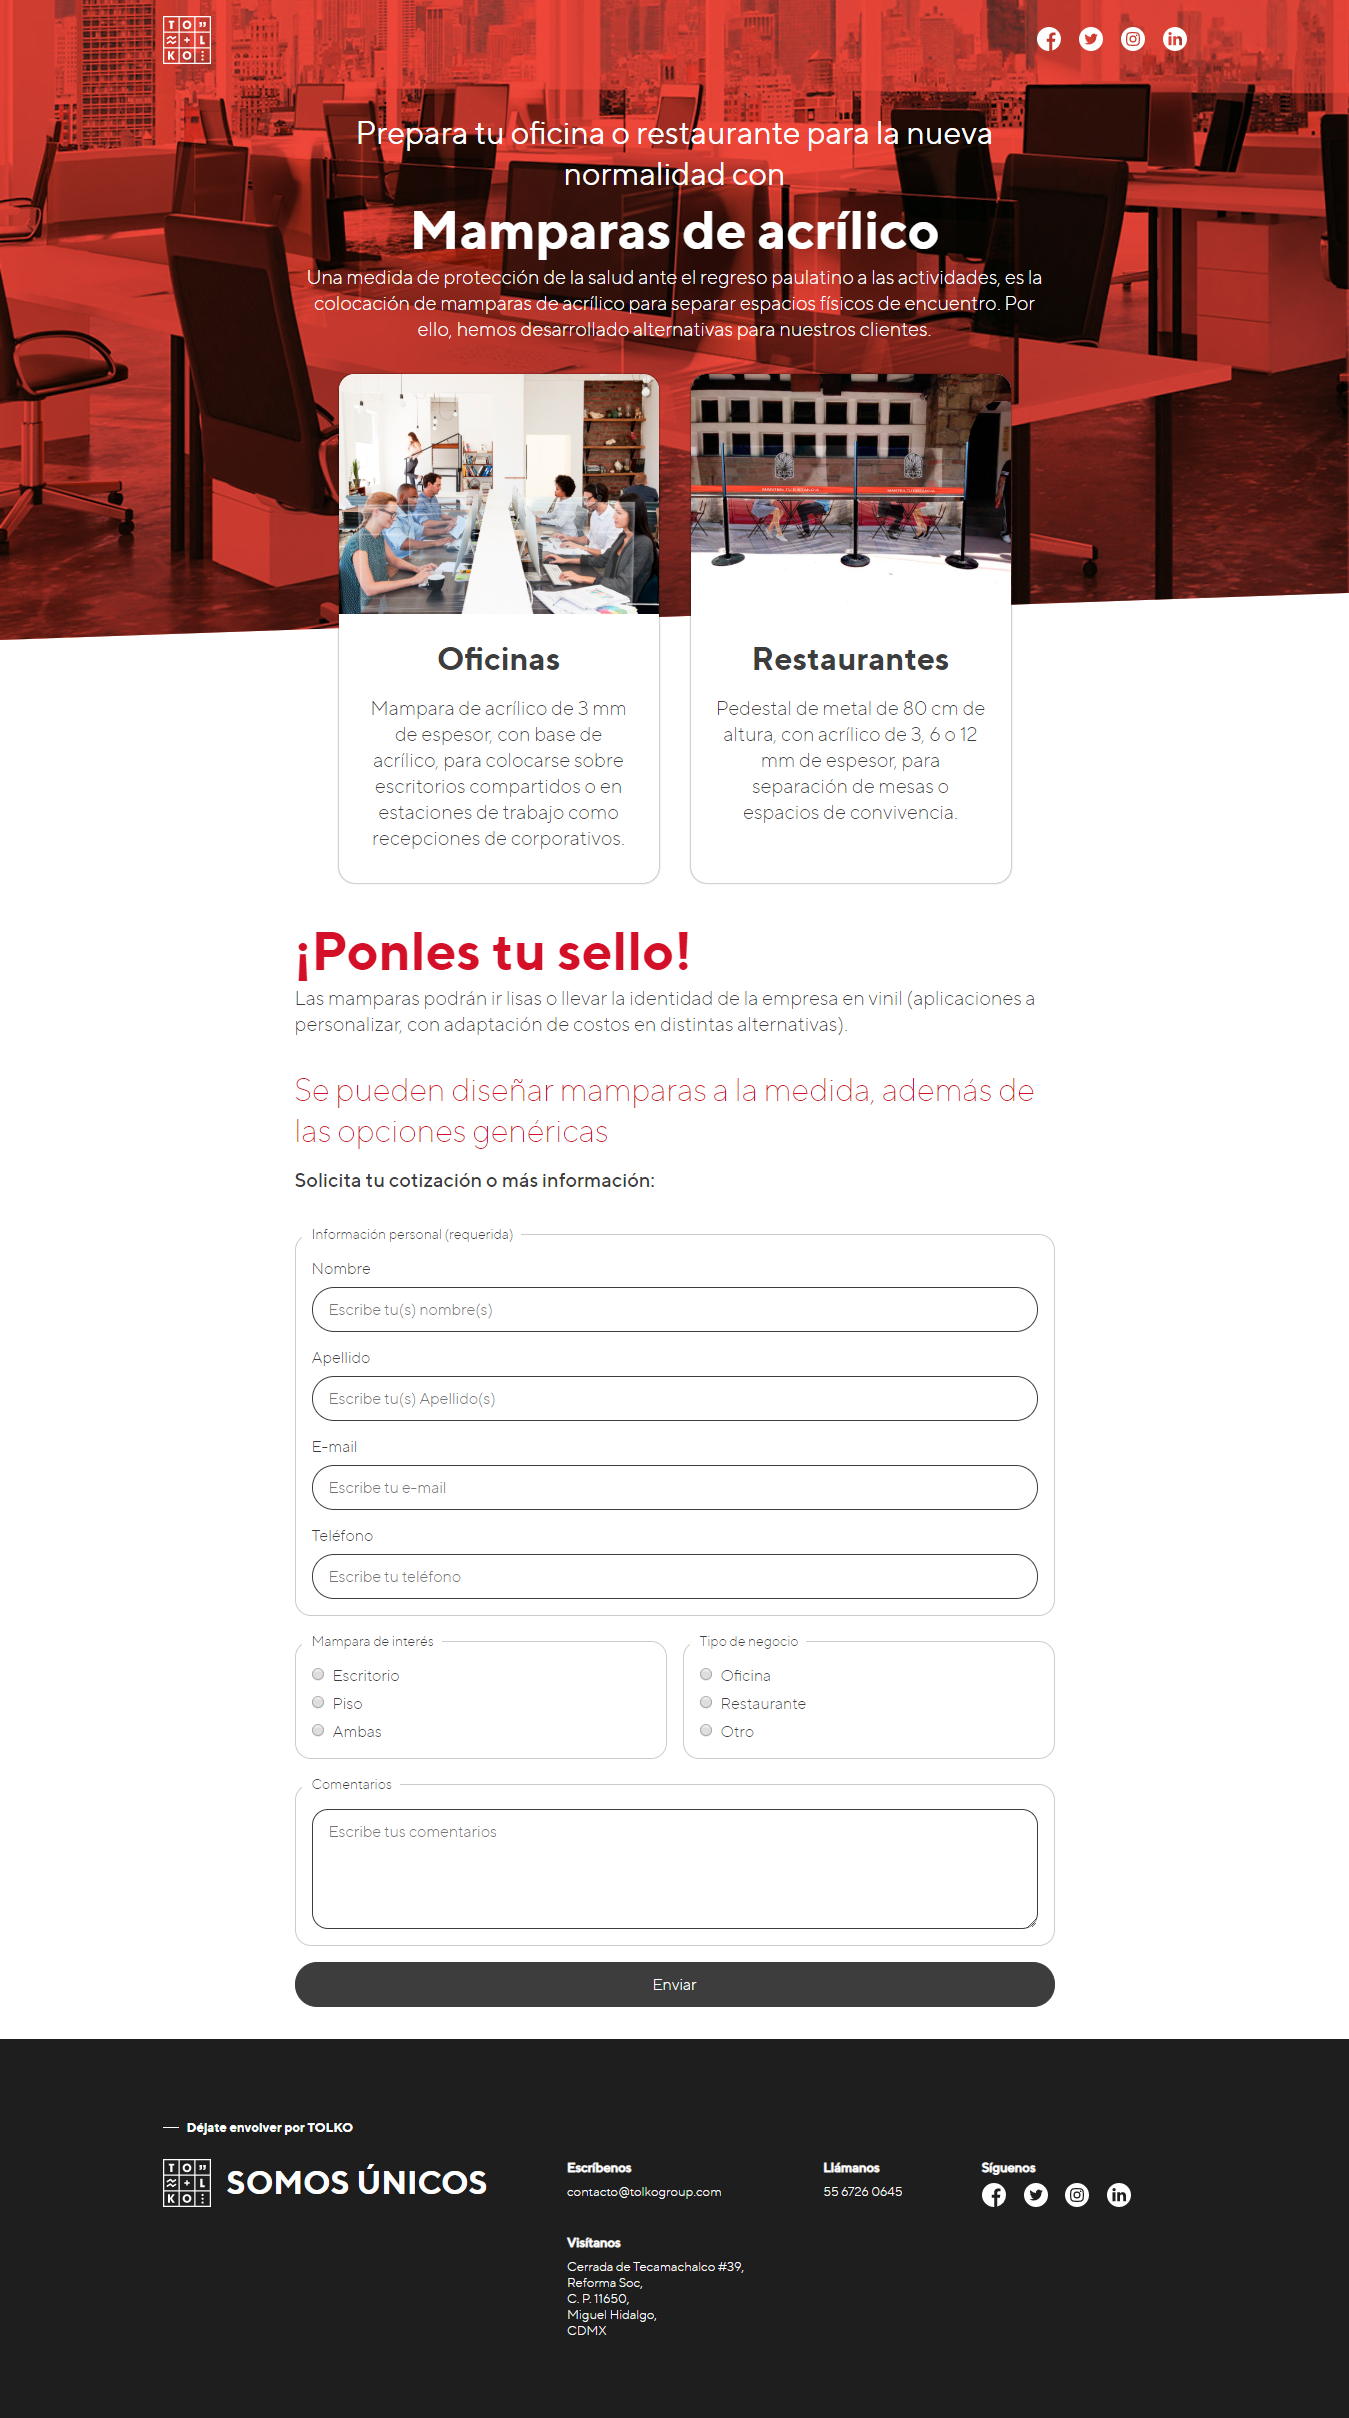 TO”
+L
KO
Prepara tu oficina o restaurante para la nueva
normalidad con
Mamparas de acrílico
Una medida de protección de la salud ante el regreso paulatino a las actividades, es la
colocación de mamparas de acrílico para separar espacios físicos de encuentro. Por
ello, hemos desarrollado alternativas para nuestros clientes.
Oficinas
Mampara de acrílico de 3 mm
de espesor, con base de
acrílico, para colocarse sobre
escritorios compartidos o en
estaciones de trabajo como
recepciones de corporativos.
Restaurantes
Pedestal de metal de 80 cm de
altura, con acrílico de 3, 6 o 12
mm de espesor, para
separación de mesas o
espacios de convivencia.
¡Ponles tu sello!
Las mamparas podrán ir lisas o llevar la identidad de la empresa en vinil (aplicaciones a
personalizar, con adaptación de costos en distintas alternativas).
Se pueden diseñar mamparas a la medida, además de
las opciones genéricas
Solicita tu cotización o más información:
Información personal (requerida)
Nombre
Escribe tu(s) nombre(s)
Apellido
Escribe tu(s) Apellido(s)
E-mail
Escribe tu e-mail
Teléfono
Escribe tu teléfono
Mampara de interés
Escritorio
Piso
Ambas
Tipo de negocio
Oficina
Restaurante
Otro
Comentarios
Escribe tus comentarios
Enviar
Déjate envolver por TOLKO
TO”
+L
KO
SOMOS ÚNICOS
Escríbenos
contacto@tolkogroup.com
Llámanos
55 6726 0645
Síguenos
Visítanos
Cerrada de Tecamachalco #39,
Reforma Soc,
C. P. 11650,
Miguel Hidalgo,
CDMX